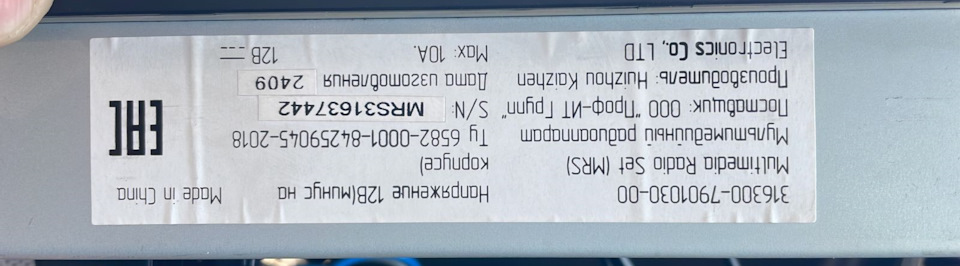 316300-7901030-00
Multimedia Radio Set (MRS)
Мультимедийный радиоаппарат
Поставщик: ООО "Проф-ИТ Групп"
Производитель: Huizhou Kaizhen
Electronics Co, LTD
Напряжение 12В(минус на
корпусе)
Ту 6582-0001-84259045-2018
S/N: MRS31637442
Дата изготовления 2409
Max: 10A.
12В
Made in China
EAC